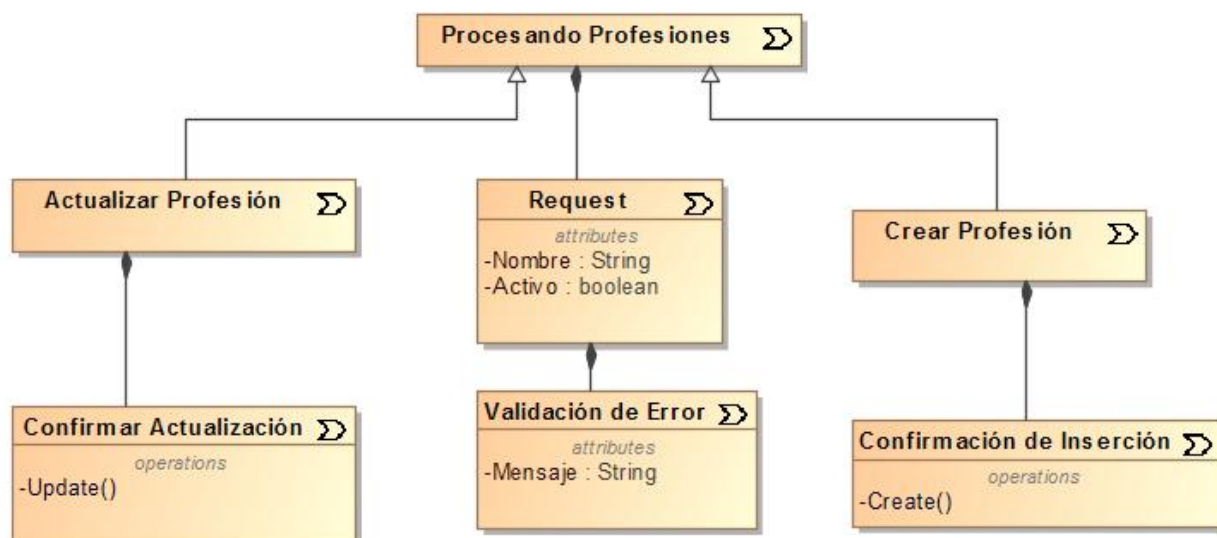 Procesando Profesiones
Actualizar Profesión
Request
attributes
-Nombre : String
-Activo : boolean
Crear Profesión
Confirmar Actualización
operations
-Update()
Validación de Error
attributes
-Mensaje : String
Confirmación de Inserción
operations
-Create()